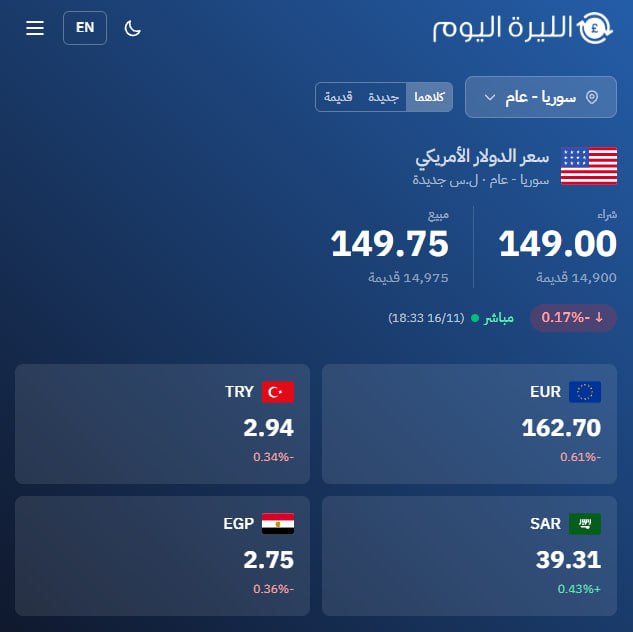 الليرة اليوم
EN
سوريا - عام
كلاهما جديدة قديمة
سعر الدولار الأمريكي
سوريا - عام · ل.س جديدة
شراء
149.00
14,900 قديمة
مبيع
149.75
14,975 قديمة
↓ -0.17%
مباشر (16/11 18:33)
EUR
162.70
-0.61%
TRY
2.94
-0.34%
SAR
39.31
+0.43%
EGP
2.75
-0.36%